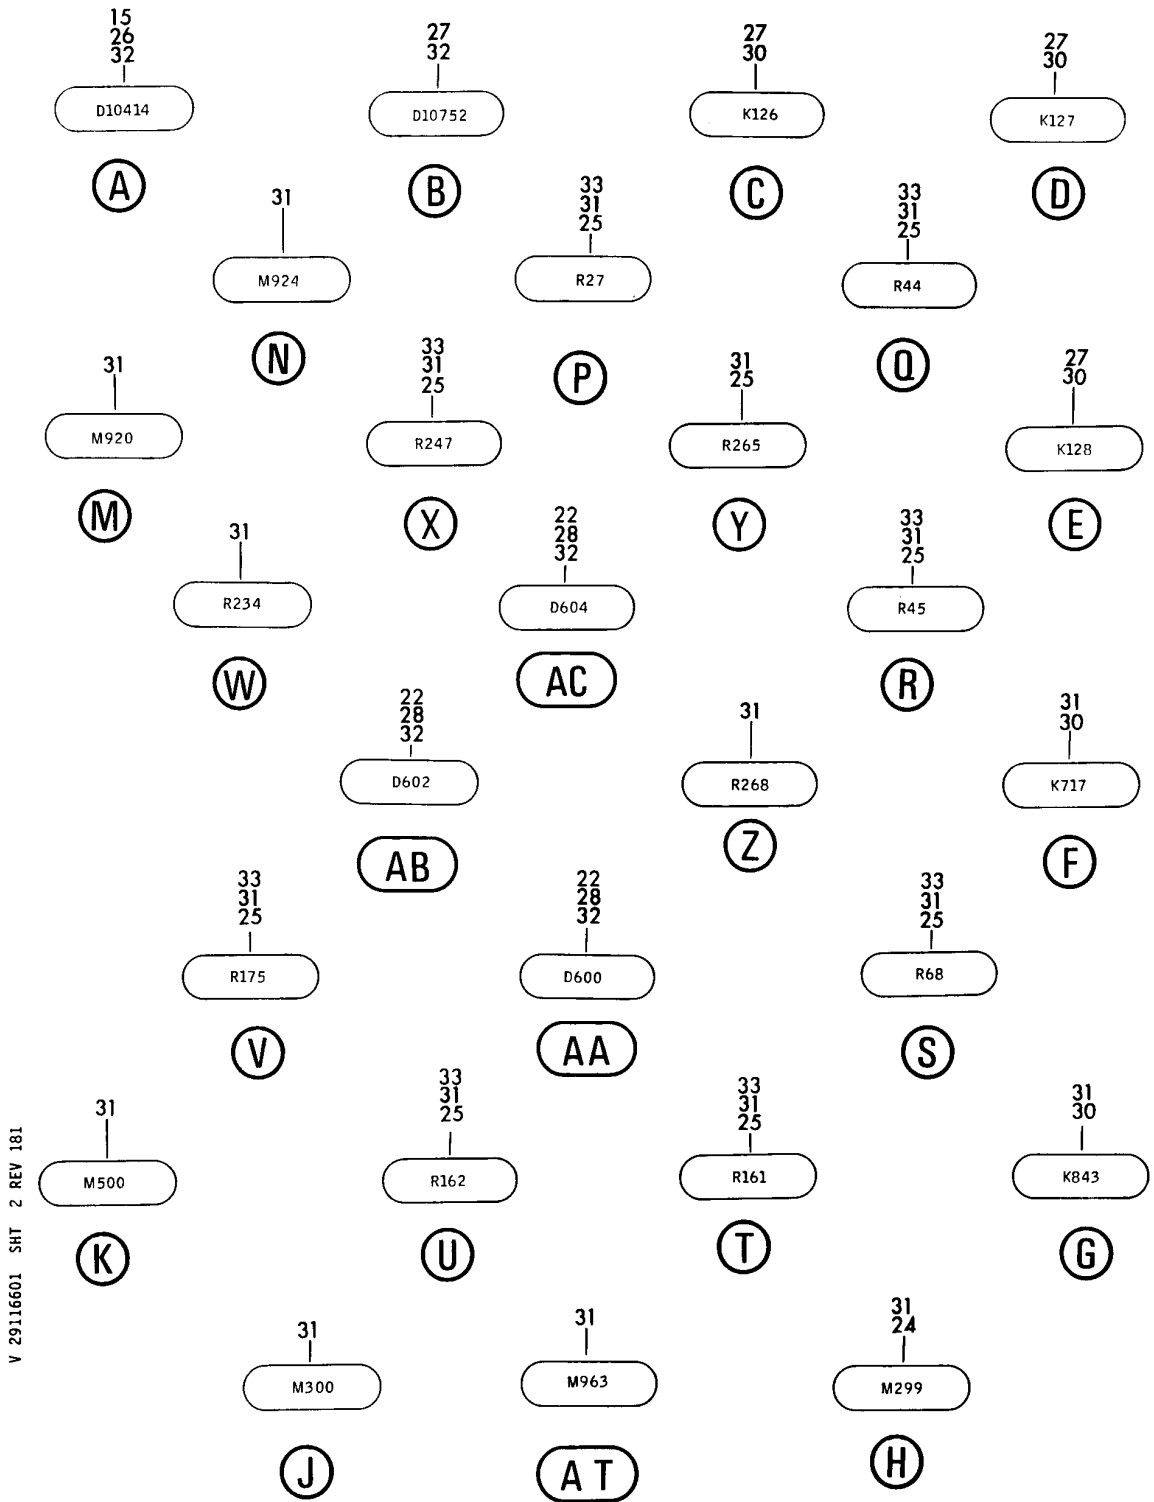 15
26
32
D10414
A
27
32
D10752
B
27
30
K126
C
27
30
K127
D
31
M924
N
33
31
25
R27
P
33
31
25
R44
Q
31
M920
M
33
31
25
R247
X
31
25
R265
Y
27
30
K128
E
31
R234
W
22
28
32
D604
AC
33
31
25
R45
R
22
28
32
D602
AB
31
R268
Z
31
30
K717
F
33
31
25
R175
V
22
28
32
D600
AA
33
31
25
R68
S
31
M500
K
33
31
25
R162
U
33
31
25
R161
T
31
30
K843
G
31
M300
J
31
M963
AT
31
24
M299
H
V 29116601 SHT 2 REV 181